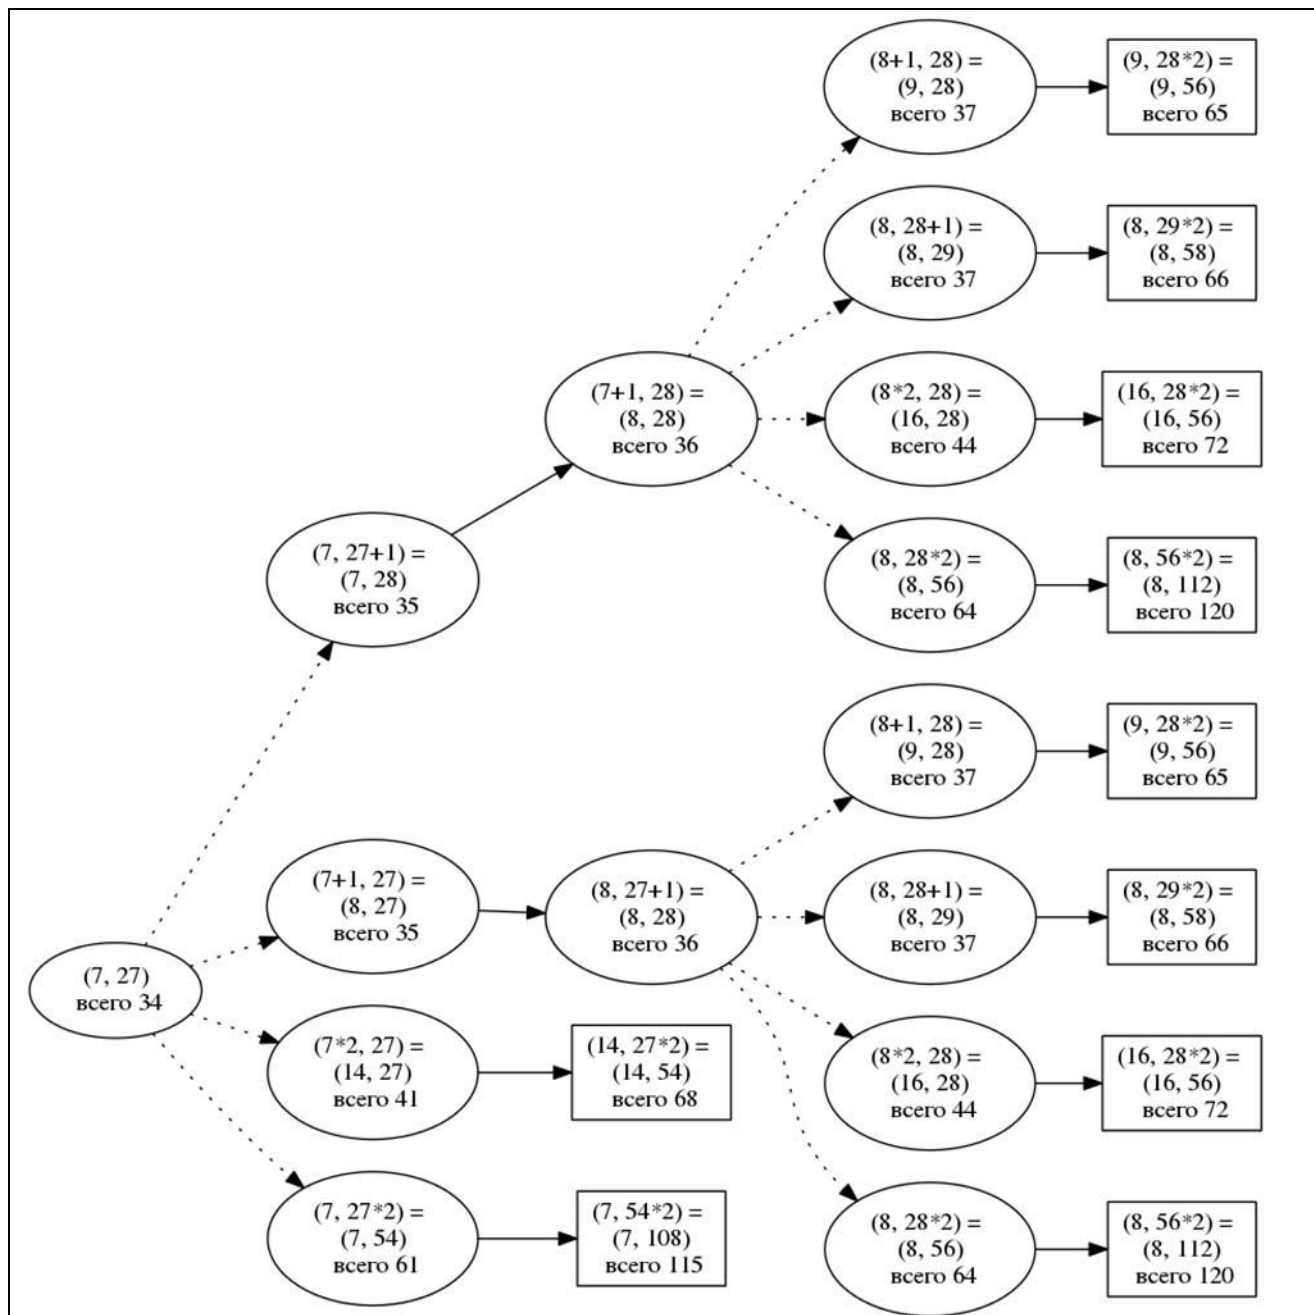 (8+1, 28) =
(9, 28)
всего 37
(9, 28*2) =
(9, 56)
всего 65
(8, 28+1) =
(8, 29)
всего 37
(8, 29*2) =
(8, 58)
всего 66
(7+1, 28) =
(8, 28)
всего 36
(8*2, 28) =
(16, 28)
всего 44
(16, 28*2) =
(16, 56)
всего 72
(7, 27+1) =
(7, 28)
всего 35
(8, 28*2) =
(8, 56)
всего 64
(8, 56*2) =
(8, 112)
всего 120
(8+1, 28) =
(9, 28)
всего 37
(9, 28*2) =
(9, 56)
всего 65
(7+1, 27) =
(8, 27)
всего 35
(8, 27+1) =
(8, 28)
всего 36
(8, 28+1) =
(8, 29)
всего 37
(8, 29*2) =
(8, 58)
всего 66
(7, 27)
всего 34
(7*2, 27) =
(14, 27)
всего 41
(14, 27*2) =
(14, 54)
всего 68
(8*2, 28) =
(16, 28)
всего 44
(16, 28*2) =
(16, 56)
всего 72
(7, 27*2) =
(7, 54)
всего 61
(7, 54*2) =
(7, 108)
всего 115
(8, 28*2) =
(8, 56)
всего 64
(8, 56*2) =
(8, 112)
всего 120